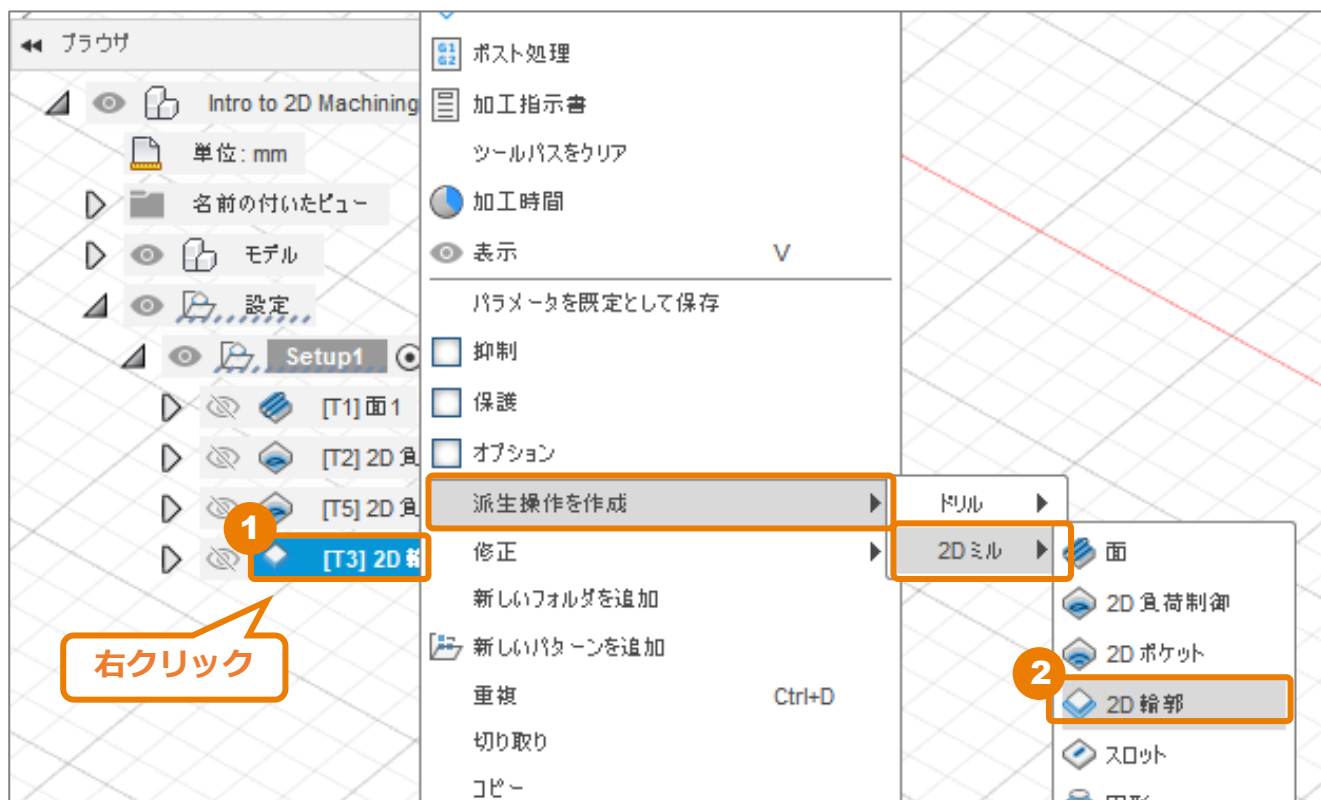 ブラウザ
Intro to 2D Machining
単位: mm
名前の付いたビュー
モデル
設定
Setup1
[T1] 面1
[T2] 2D 負
[T5] 2D 負
1
[T3] 2D 輪
右クリック
G1
G2
ポスト処理
加工指示書
ツールパスをクリア
加工時間
表示 V
パラメータを既定として保存
抑制
保護
オプション
派生操作を作成
修正
新しいフォルダを追加
新しいパターンを追加
重複 Ctrl+D
切り取り
コピー
ドリル
2D ミル
面
2D 負荷制御
2D ポケット
2
2D 輪郭
スロット